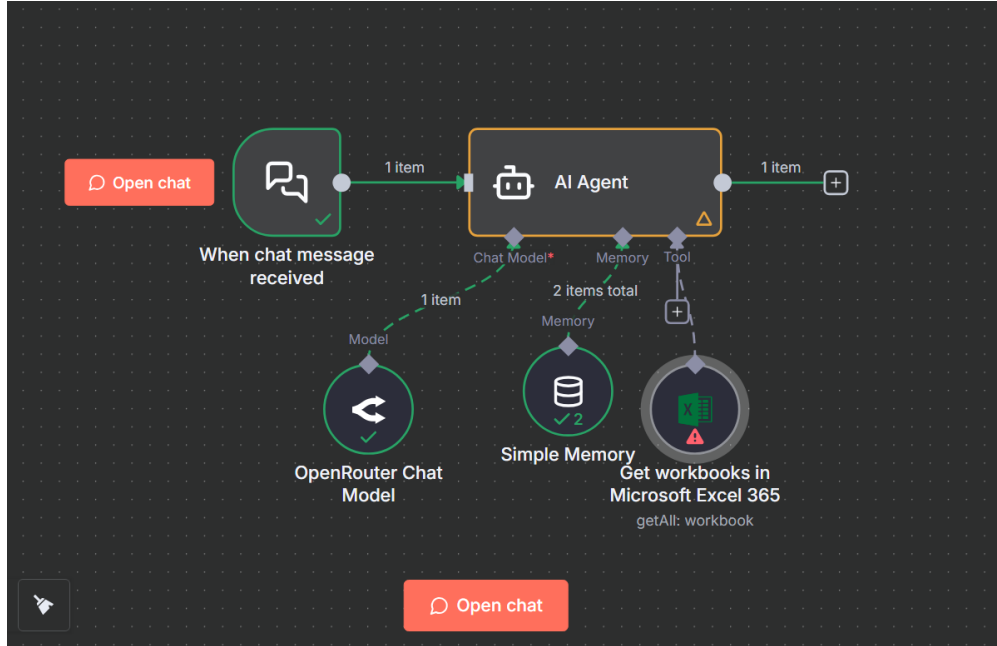 Open chat
1 item
AI Agent
1 item
When chat message
received
Chat Model*
Memory
Tool
1 item
2 items total
Model
Memory
2
OpenRouter Chat
Model
Simple Memory
X
Get workbooks in
Microsoft Excel 365
getAll: workbook
Open chat